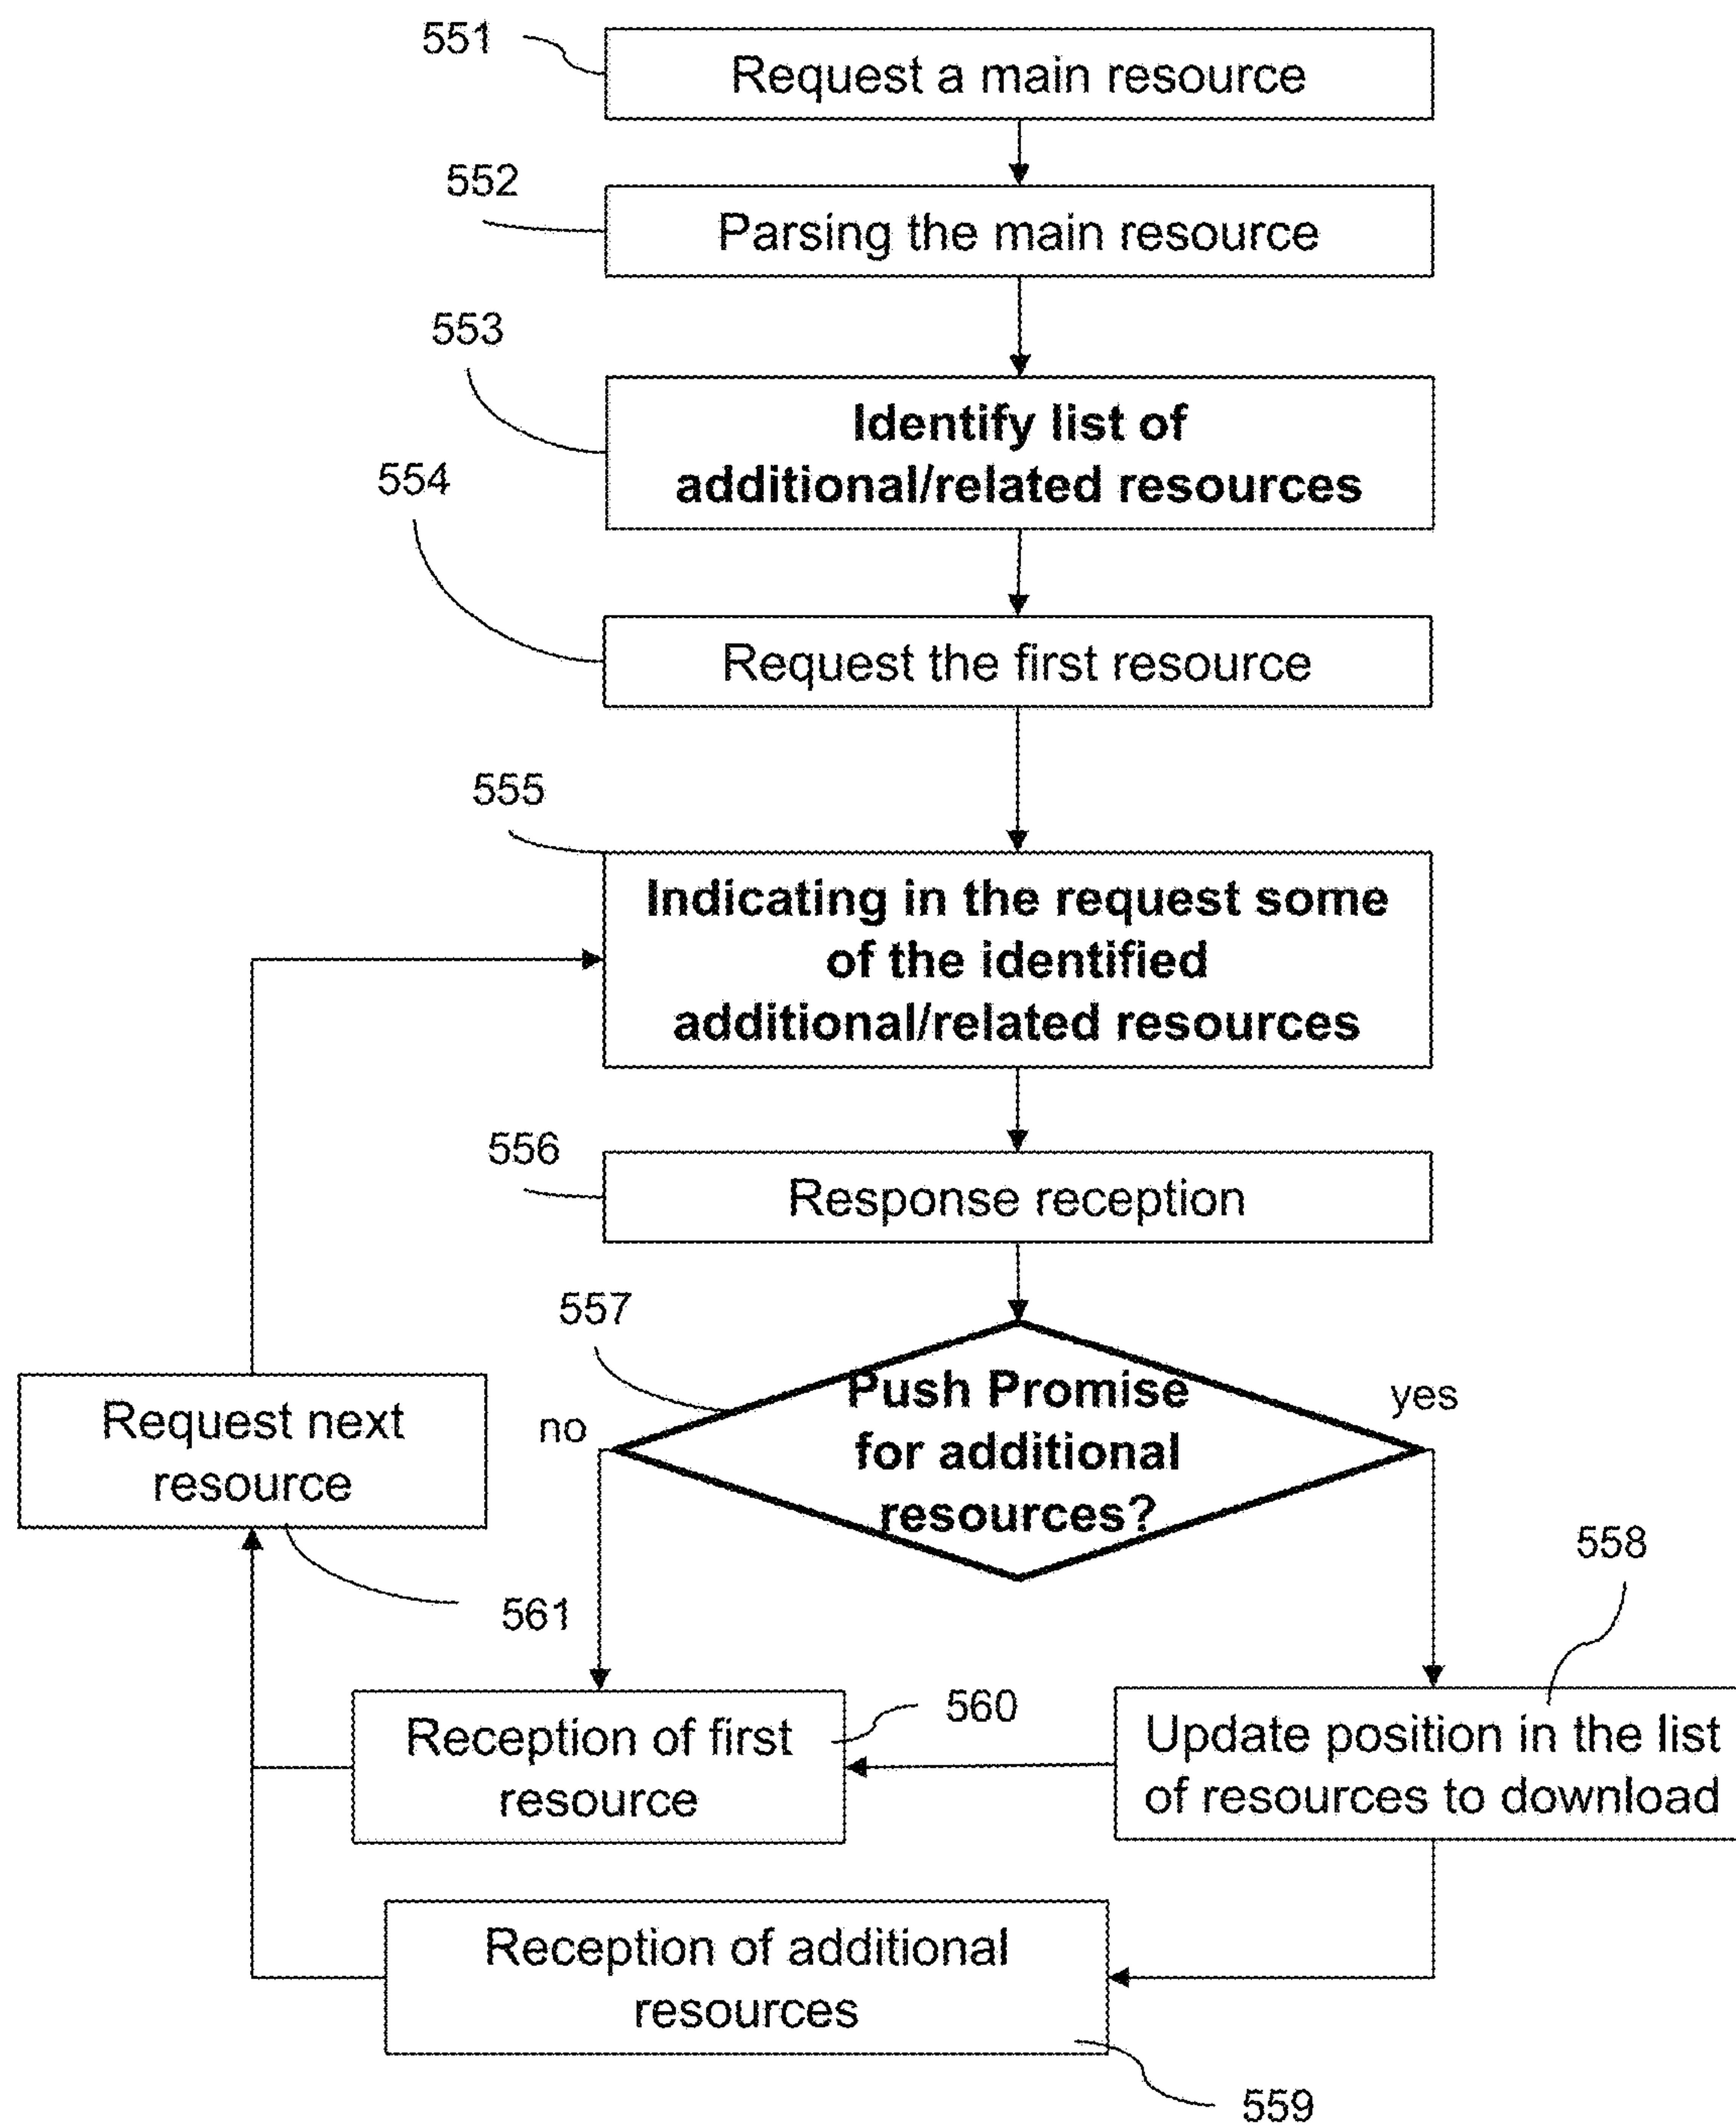 551
Request a main resource
552
Parsing the main resource
553
Identify list of
additional/related resources
554
Request the first resource
555
Indicating in the request some
of the identified
additional/related resources
556
Response reception
557
Push Promise
for additional
resources?
no
yes
Request next
resource
561
558
Update position in the list
of resources to download
560
Reception of first
resource
Reception of additional
resources
559